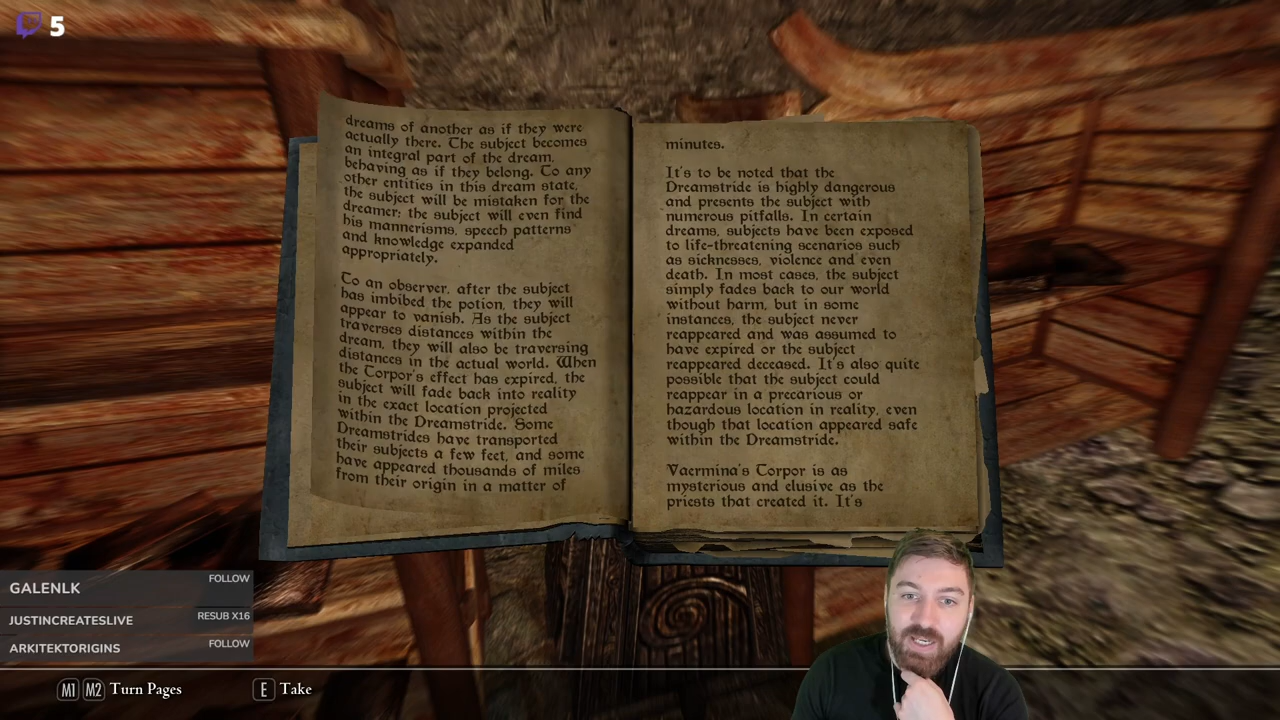 5
dreams of another as if they were
actually there. The subject becomes
an integral part of the dream,
behaving as if they belong. To any
other entities in this dream state,
the subject will be mistaken for the
dreamer; the subject will even find
his mannerisms, speech patterns
and knowledge expanded
appropriately.
To an observer, after the subject
has imbibed the potion, they will
appear to vanish. As the subject
traverses distances within the
dream, they will also be traversing
distances in the actual world. When
the Torpor's effect has expired, the
subject will fade back into reality
in the exact location projected
within the Dreamstride. Some
Dreamstrides have transported
their subjects a few feet, and some
have appeared thousands of miles
from their origin in a matter of
minutes.
It's to be noted that the
Dreamstride is highly dangerous
and presents the subject with
numerous pitfalls. In certain
dreams, subjects have been exposed
to life-threatening scenarios such
as sicknesses, violence and even
death. In most cases, the subject
simply fades back to our world
without harm, but in some
instances, the subject never
reappeared and was assumed to
have expired or the subject
reappeared deceased. It's also quite
possible that the subject could
reappear in a precarious or
hazardous location in reality, even
though that location appeared safe
within the Dreamstride.
Vaermina's Torpor is as
mysterious and elusive as the
priests that created it. It's
GALENLK FOLLOW
JUSTINCREATESLIVE RESUB X16
ARKITEKTORIGINS FOLLOW
M1 M2 Turn Pages E Take